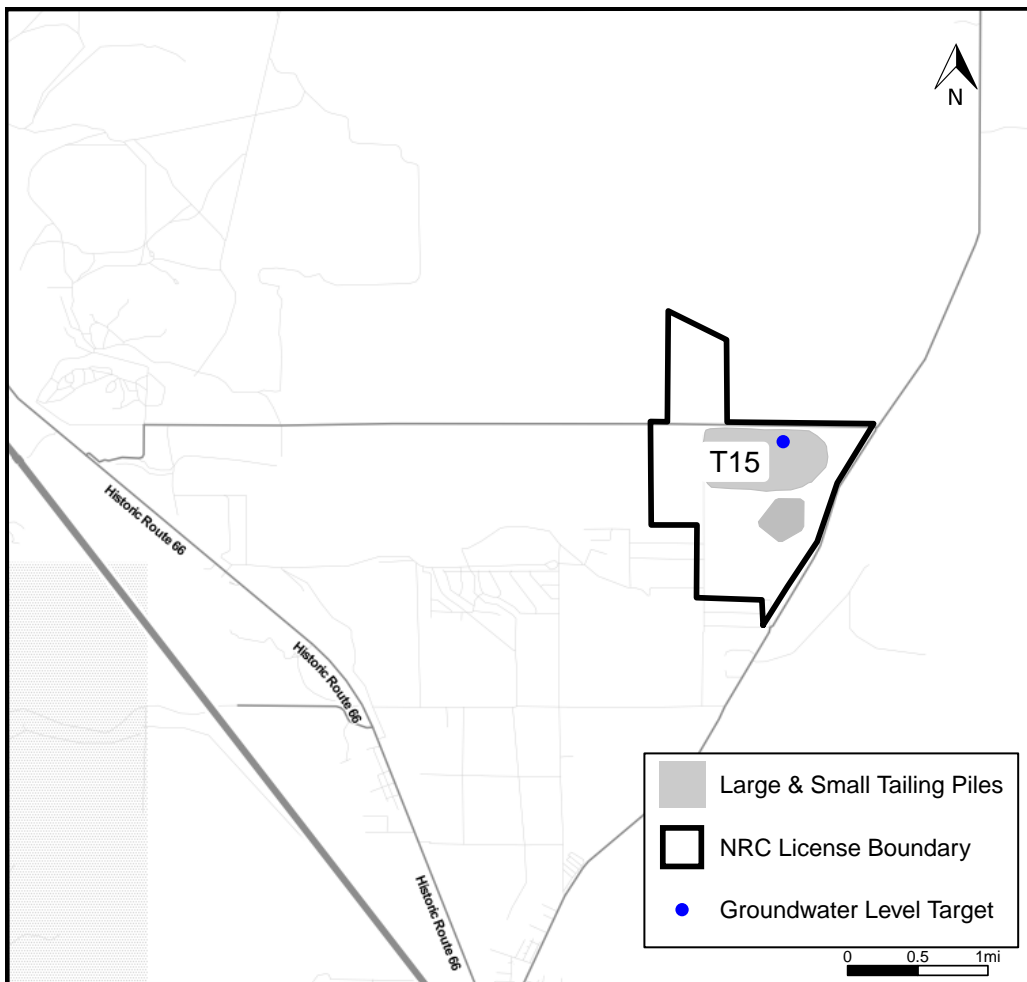 N
T15
Historic Route 66
Historic Route 66
Historic Route 66
Large & Small Tailing Piles
NRC License Boundary
Groundwater Level Target
0 0.5 1mi